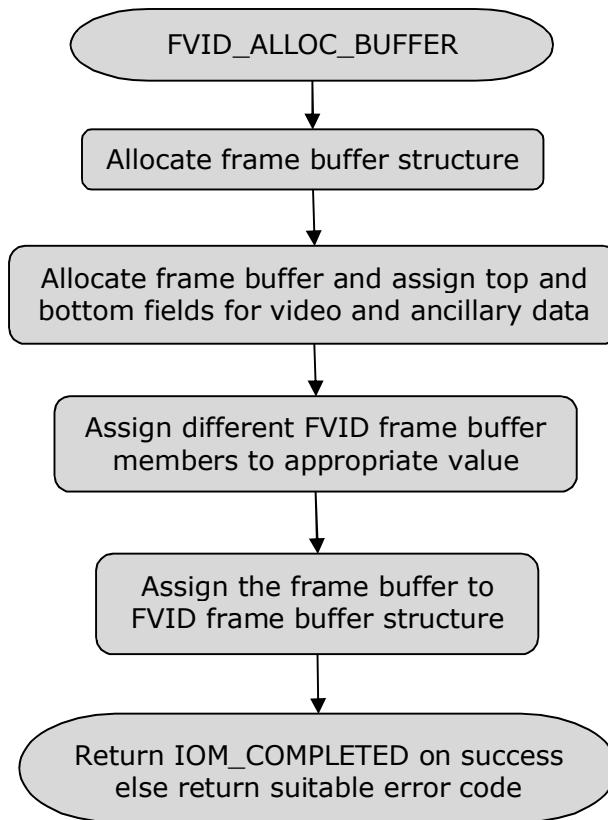 FVID_ALLOC_BUFFER
Allocate frame buffer structure
Allocate frame buffer and assign top and
bottom fields for video and ancillary data
Assign different FVID frame buffer
members to appropriate value
Assign the frame buffer to
FVID frame buffer structure
Return IOM_COMPLETED on success
else return suitable error code